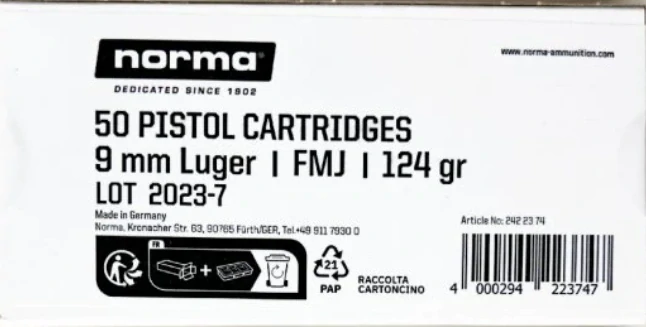 norma
www.norma-ammunition.com
DEDICATED SINCE 1902
50 PISTOL CARTRIDGES
9 mm Luger | FMJ | 124 gr
LOT 2023-7
Made in Germany
Norma, Kronacher Str. 63, 90765 Fürth/GER, Tel.+49 911 7930 0
Article No: 242 23 74
FR
+
21
PAP
RACCOLTA
CARTONCINO
4 000294 223747